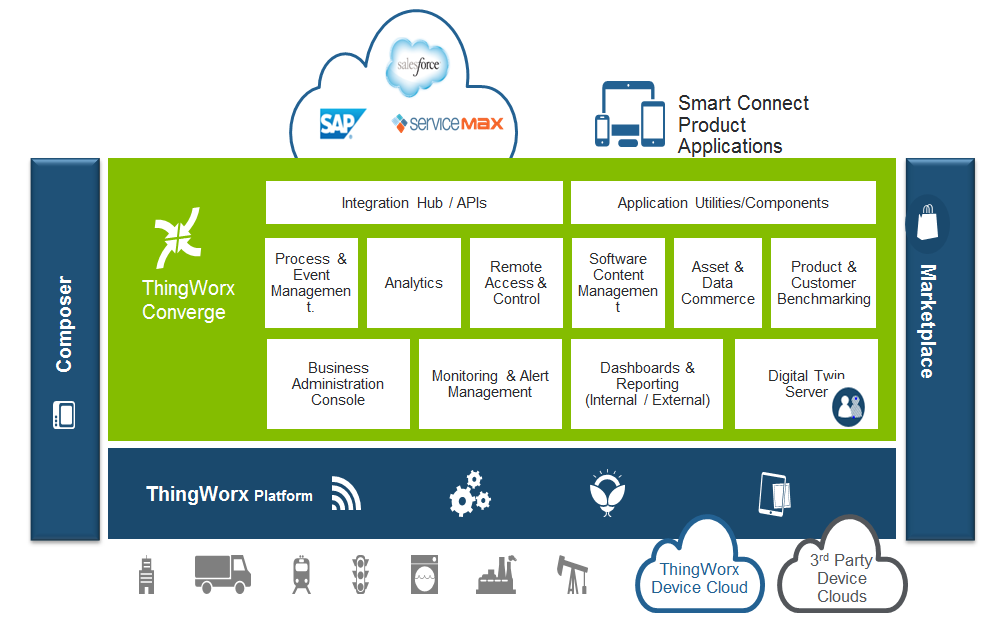 salesforce
SAP
serviceMAX
Smart Connect
Product
Applications
Composer
ThingWorx
Converge
Integration Hub / APIs
Application Utilities/Components
Process &
Event
Managemen
t.
Analytics
Remote
Access &
Control
Software
Content
Managemen
t
Asset &
Data
Commerce
Product &
Customer
Benchmarking
Business
Administration
Console
Monitoring & Alert
Management
Dashboards &
Reporting
(Internal / External)
Digital Twin
Server
Marketplace
ThingWorx Platform
ThingWorx
Device Cloud
3rd Party
Device
Clouds